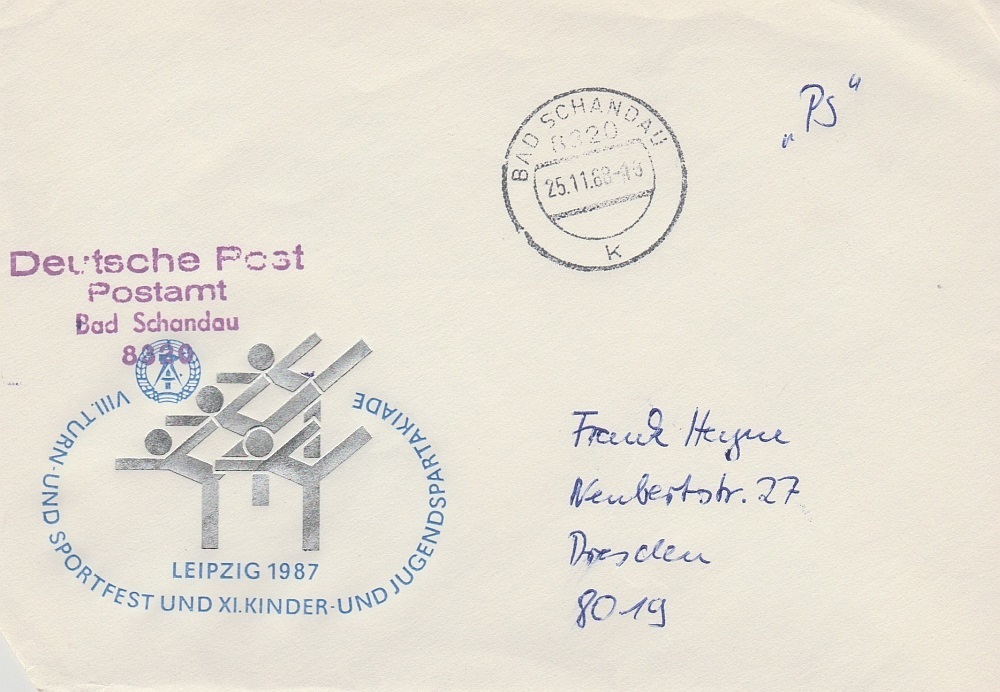 „PS“
BAD SCHANDAU
8320
25.11.88-18
k
Deutsche Post
Postamt
Bad Schandau
8320
VIII. TURN-UND SPORTFEST UND XI.KINDER-UND JUGENDSPARTAKIADE
LEIPZIG 1987
Frank Heyne
Neubertstr. 27
Dresden
8019